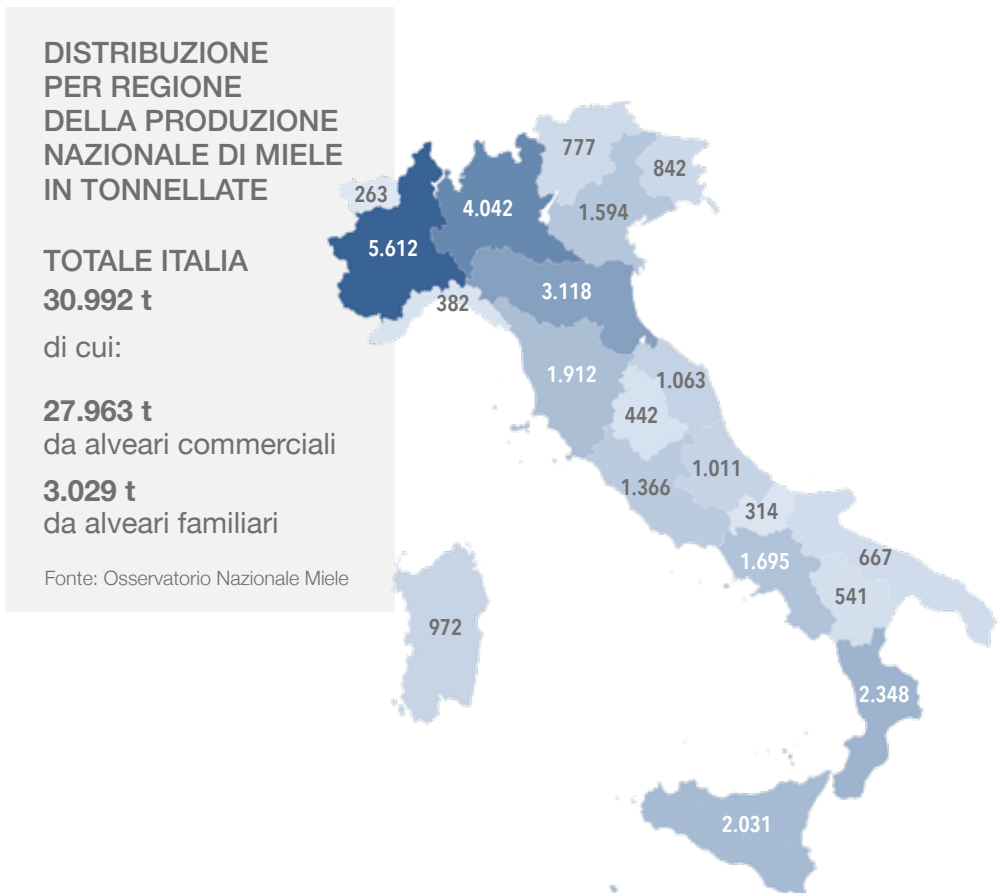 DISTRIBUZIONE
PER REGIONE
DELLA PRODUZIONE
NAZIONALE DI MIELE
IN TONNELLATE
TOTALE ITALIA
30.992 t
di cui:
27.963 t
da alveari commerciali
3.029 t
da alveari familiari
Fonte: Osservatorio Nazionale Miele
777
842
263
4.042
1.594
5.612
3.118
382
1.912
1.063
442
1.011
1.366
314
1.695
667
541
972
2.348
2.031